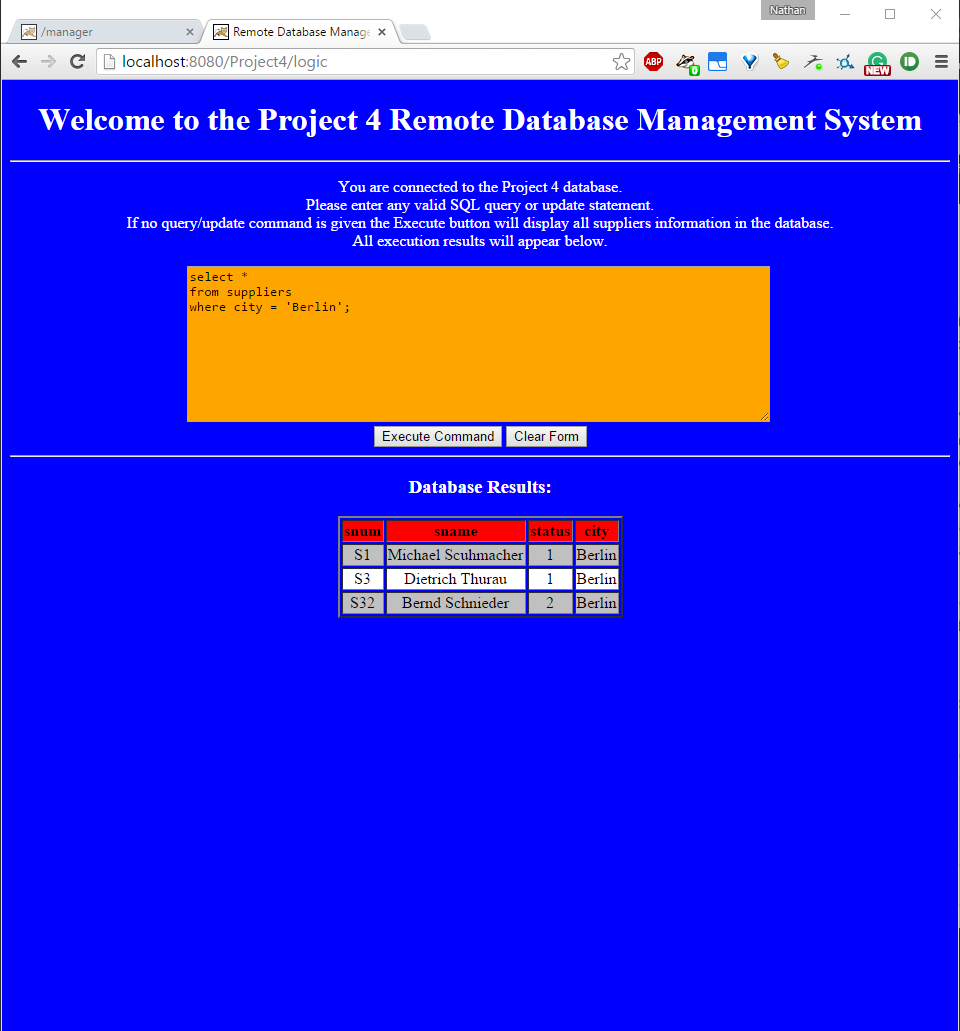 Nathan
/manager
Remote Database Manage
localhost:8080/Project4/logic
ABP
0
NEW
Welcome to the Project 4 Remote Database Management System
You are connected to the Project 4 database.
Please enter any valid SQL query or update statement.
If no query/update command is given the Execute button will display all suppliers information in the database.
All execution results will appear below.
select *
from suppliers
where city = 'Berlin';
Execute Command Clear Form
Database Results:
snum sname status city
S1 Michael Scuhmacher 1 Berlin
S3 Dietrich Thurau 1 Berlin
S32 Bernd Schnieder 2 Berlin